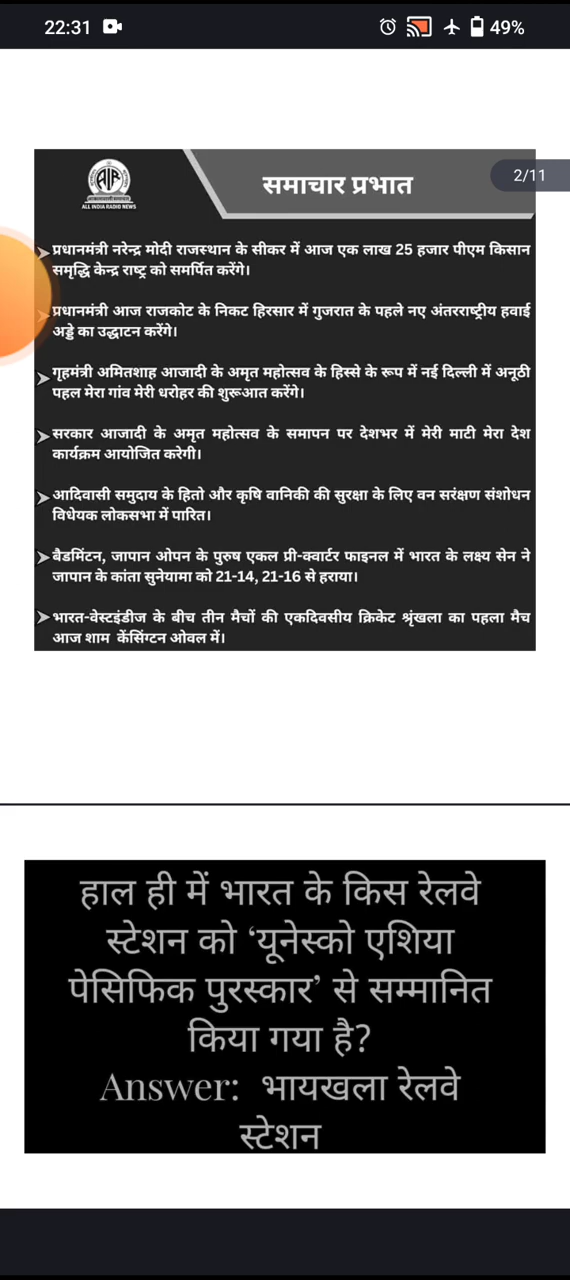 22:31
49%
AIR
ALL INDIA RADIO NEWS
समाचार प्रभात
2/11
प्रधानमंत्री नरेन्द्र मोदी राजस्थान के सीकर में आज एक लाख 25 हजार पीएम किसान
समृद्धि केन्द्र राष्ट्र को समर्पित करेंगे।
प्रधानमंत्री आज राजकोट के निकट हिरसार में गुजरात के पहले नए अंतरराष्ट्रीय हवाई
अड्डे का उद्घाटन करेंगे।
गृहमंत्री अमितशाह आजादी के अमृत महोत्सव के हिस्से के रूप में नई दिल्ली में अनूठी
पहल मेरा गांव मेरी धरोहर की शुरूआत करेंगे।
सरकार आजादी के अमृत महोत्सव के समापन पर देशभर में मेरी माटी मेरा देश
कार्यक्रम आयोजित करेगी।
आदिवासी समुदाय के हितो और कृषि वानिकी की सुरक्षा के लिए वन सरंक्षण संशोधन
विधेयक लोकसभा में पारित।
बैडमिंटन, जापान ओपन के पुरुष एकल प्री-क्वार्टर फाइनल में भारत के लक्ष्य सेन ने
जापान के कांता सुनेयामा को 21-14, 21-16 से हराया।
भारत-वेस्टइंडीज के बीच तीन मैचों की एकदिवसीय क्रिकेट श्रृंखला का पहला मैच
आज शाम केंसिंग्टन ओवल में।
हाल ही में भारत के किस रेलवे
स्टेशन को ‘यूनेस्को एशिया
पेसिफिक पुरस्कार’ से सम्मानित
किया गया है?
Answer: भायखला रेलवे
स्टेशन